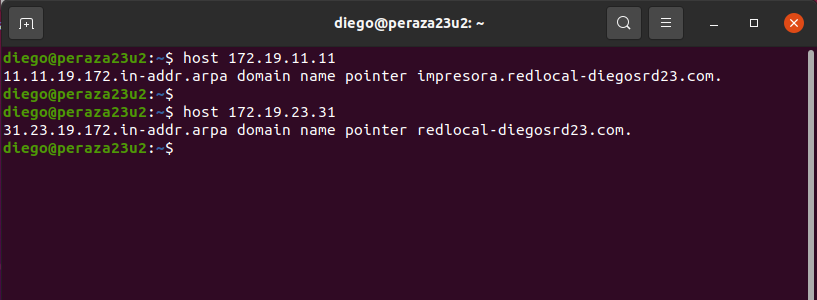 diego@peraza23u2: ~
diego@peraza23u2:~$ host 172.19.11.11
11.11.19.172.in-addr.arpa domain name pointer impresora.redlocal-diegosrd23.com.
diego@peraza23u2:~$
diego@peraza23u2:~$ host 172.19.23.31
31.23.19.172.in-addr.arpa domain name pointer redlocal-diegosrd23.com.
diego@peraza23u2:~$